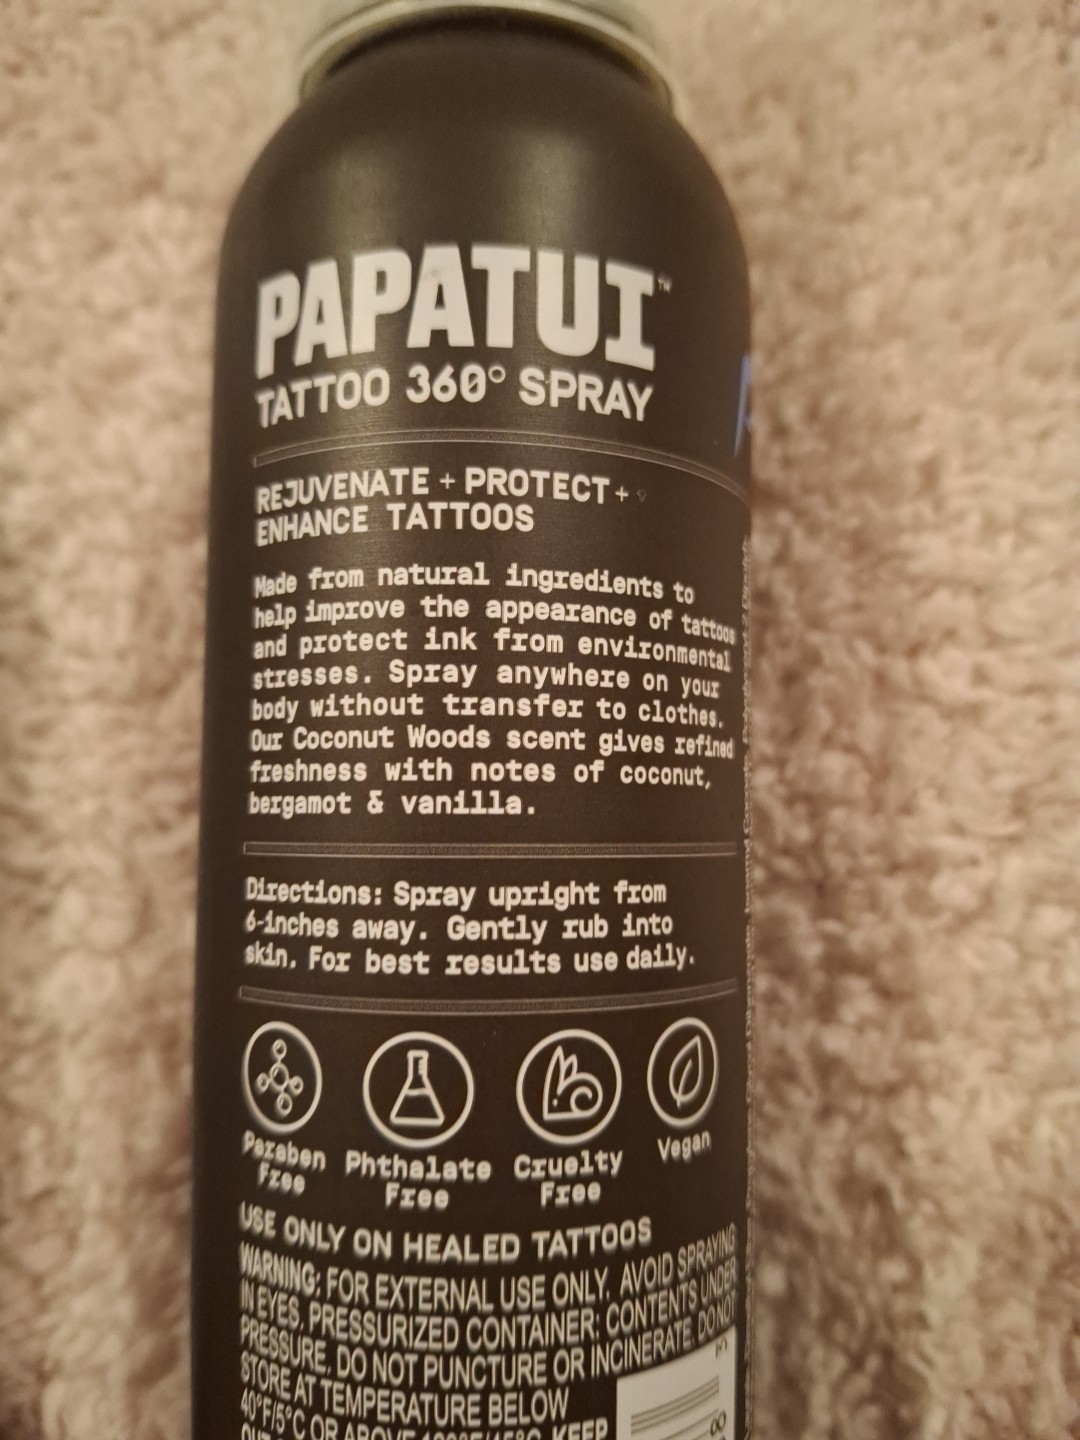 PAPATUI™
TATTOO 360° SPRAY
REJUVENATE + PROTECT +
ENHANCE TATTOOS
Made from natural ingredients to
help improve the appearance of tattoos
and protect ink from environmental
stresses. Spray anywhere on your
body without transfer to clothes.
Our Coconut Woods scent gives refined
freshness with notes of coconut,
bergamot & vanilla.
Directions: Spray upright from
6-inches away. Gently rub into
skin. For best results use daily.
Paraben Free
Phthalate Free
Cruelty Free
Vegan
USE ONLY ON HEALED TATTOOS
WARNING: FOR EXTERNAL USE ONLY. AVOID SPRAYING
IN EYES. PRESSURIZED CONTAINER: CONTENTS UNDER
PRESSURE. DO NOT PUNCTURE OR INCINERATE. DO NOT
STORE AT TEMPERATURE BELOW
40°F/5°C OR ABOVE KEEP